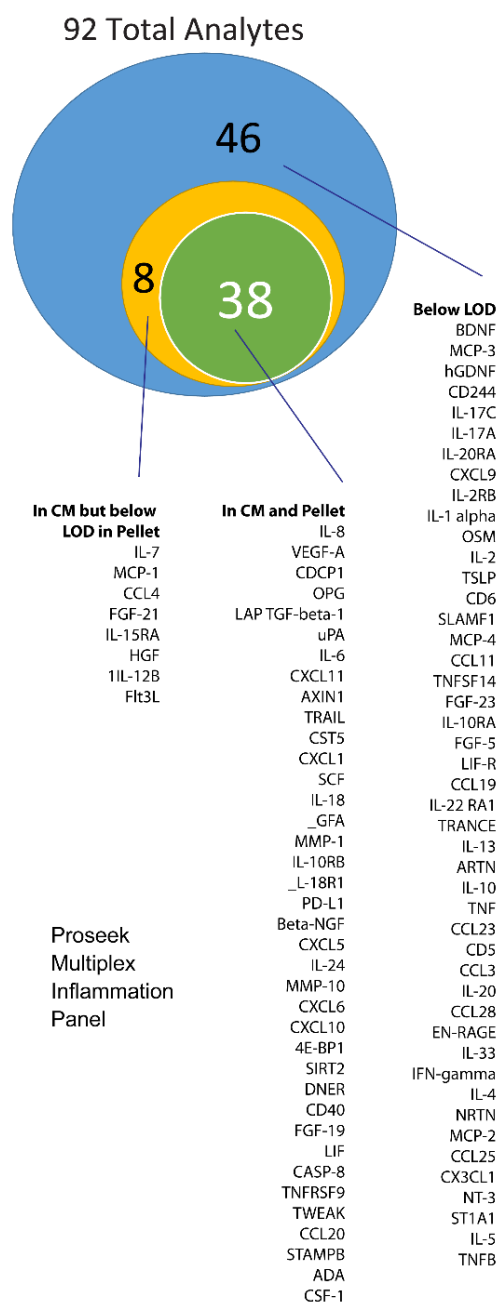 92 Total Analytes
46
8
38
In CM but below
LOD in Pellet
IL-7
MCP-1
CCL4
FGF-21
IL-15RA
HGF
1IL-12B
Flt3L
In CM and Pellet
IL-8
VEGF-A
CDCP1
OPG
LAP TGF-beta-1
uPA
IL-6
CXCL11
AXIN1
TRAIL
CST5
CXCL1
SCF
IL-18
_GFA
MMP-1
IL-10RB
_L-18R1
PD-L1
Beta-NGF
CXCL5
IL-24
MMP-10
CXCL6
CXCL10
4E-BP1
SIRT2
DNER
CD40
FGF-19
LIF
CASP-8
TNFRSF9
TWEAK
CCL20
STAMPB
ADA
CSF-1
Below LOD
BDNF
MCP-3
hGDNF
CD244
IL-17C
IL-17A
IL-20RA
CXCL9
IL-2RB
IL-1 alpha
OSM
IL-2
TSLP
CD6
SLAMF1
MCP-4
CCL11
TNFSF14
FGF-23
IL-10RA
FGF-5
LIF-R
CCL19
IL-22 RA1
TRANCE
IL-13
ARTN
IL-10
TNF
CCL23
CD5
CCL3
IL-20
CCL28
EN-RAGE
IL-33
IFN-gamma
IL-4
NRTN
MCP-2
CCL25
CX3CL1
NT-3
ST1A1
IL-5
TNFB
Proseek
Multiplex
Inflammation
Panel